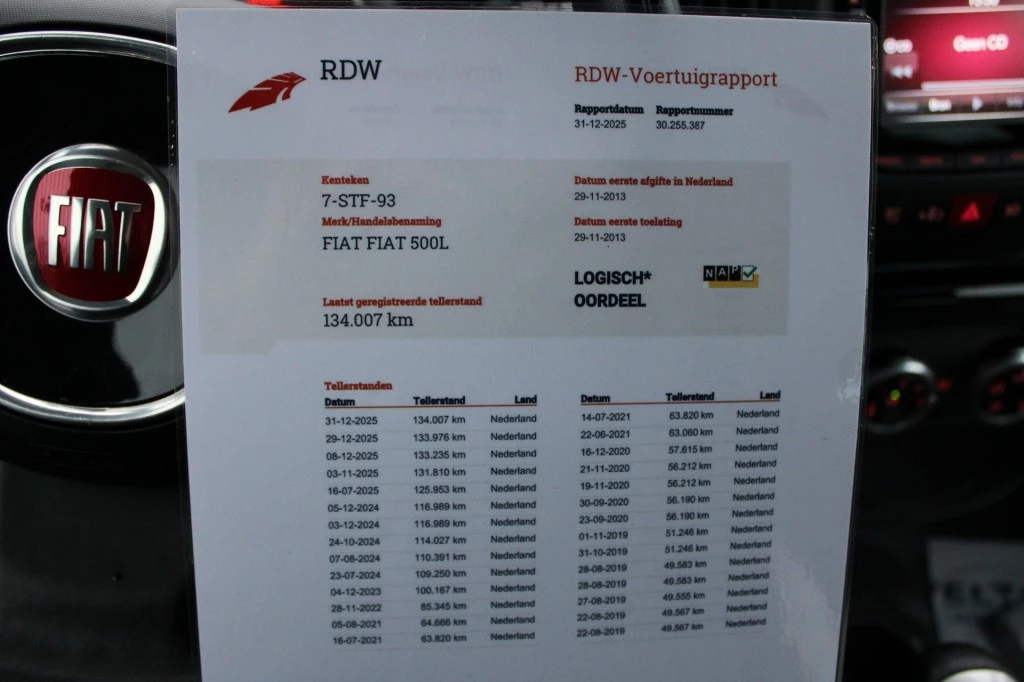 FIAT
Geen CD
RDW
RDW-Voertuigrapport
Rapportdatum Rapportnummer
31-12-2025 30.255.387
Kenteken
7-STF-93
Merk/Handelsbenaming
FIAT FIAT 500L
Laatst geregistreerde tellerstand
134.007 km
Datum eerste afgifte in Nederland
29-11-2013
Datum eerste toelating
29-11-2013
LOGISCH*
OORDEEL
NAP
Tellerstanden
Datum Tellerstand Land
31-12-2025 134.007 km Nederland
29-12-2025 133.976 km Nederland
08-12-2025 133.235 km Nederland
03-11-2025 131.810 km Nederland
16-07-2025 125.953 km Nederland
05-12-2024 116.989 km Nederland
03-12-2024 116.989 km Nederland
24-10-2024 114.027 km Nederland
07-08-2024 110.391 km Nederland
23-07-2024 109.250 km Nederland
04-12-2023 100.167 km Nederland
28-11-2022 85.345 km Nederland
05-08-2021 64.666 km Nederland
16-07-2021 63.820 km Nederland
Datum Tellerstand Land
14-07-2021 63.820 km Nederland
22-06-2021 63.060 km Nederland
16-12-2020 57.615 km Nederland
21-11-2020 56.212 km Nederland
19-11-2020 56.212 km Nederland
30-09-2020 56.190 km Nederland
23-09-2020 56.190 km Nederland
01-11-2019 51.246 km Nederland
31-10-2019 51.246 km Nederland
28-08-2019 49.583 km Nederland
28-08-2019 49.583 km Nederland
27-08-2019 49.555 km Nederland
22-08-2019 49.567 km Nederland
22-08-2019 49.567 km Nederland